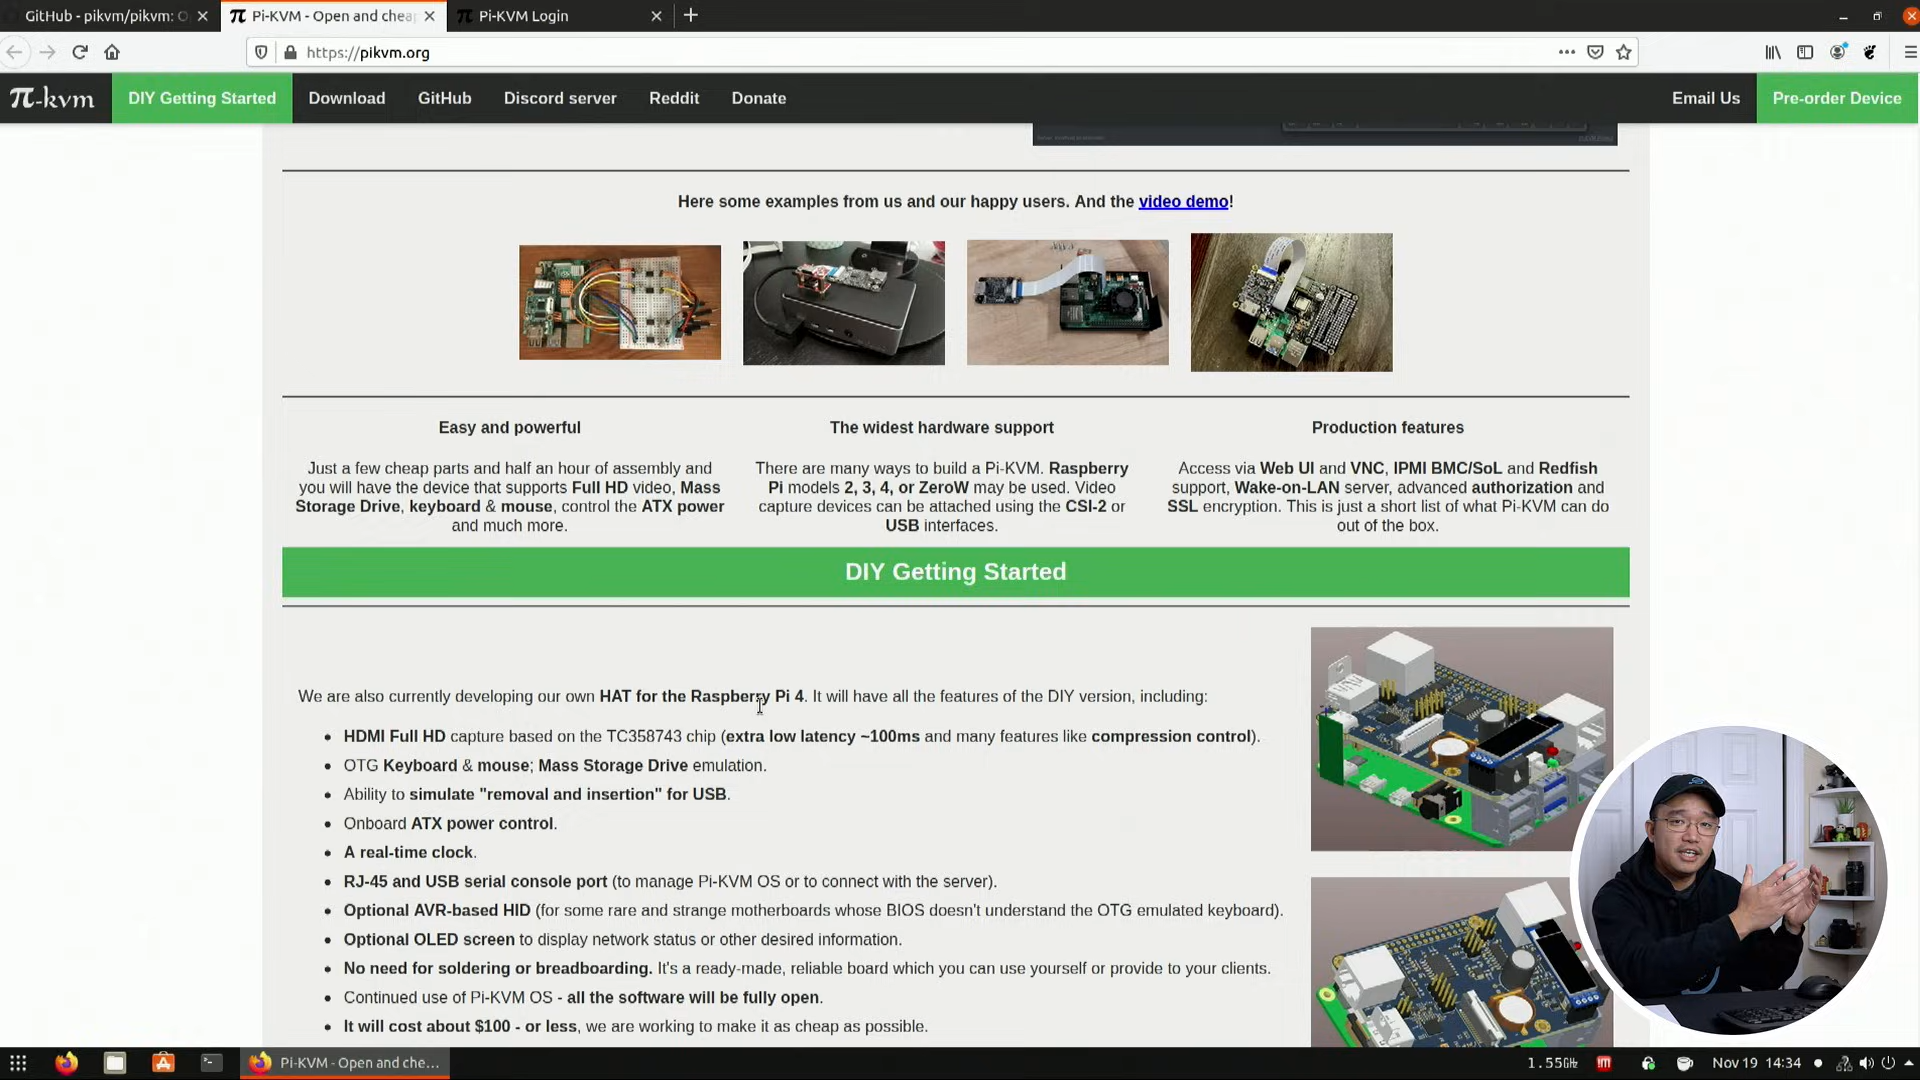 GitHub - pikvm/pikvm: O
Pi-KVM - Open and chea
Pi-KVM Login
https://pikvm.org
π-kvm
DIY Getting Started
Download
GitHub
Discord server
Reddit
Donate
Email Us
Pre-order Device
Here some examples from us and our happy users. And the video demo!
Easy and powerful
Just a few cheap parts and half an hour of assembly and
you will have the device that supports Full HD video, Mass
Storage Drive, keyboard & mouse, control the ATX power
and much more.
The widest hardware support
There are many ways to build a Pi-KVM. Raspberry
Pi models 2, 3, 4, or ZeroW may be used. Video
capture devices can be attached using the CSI-2 or
USB interfaces.
Production features
Access via Web UI and VNC, IPMI BMC/SoL and Redfish
support, Wake-on-LAN server, advanced authorization and
SSL encryption. This is just a short list of what Pi-KVM can do
out of the box.
DIY Getting Started
We are also currently developing our own HAT for the Raspberry Pi 4. It will have all the features of the DIY version, including:
• HDMI Full HD capture based on the TC358743 chip (extra low latency ~100ms and many features like compression control).
• OTG Keyboard & mouse; Mass Storage Drive emulation.
• Ability to simulate "removal and insertion" for USB.
• Onboard ATX power control.
• A real-time clock.
• RJ-45 and USB serial console port (to manage Pi-KVM OS or to connect with the server).
• Optional AVR-based HID (for some rare and strange motherboards whose BIOS doesn't understand the OTG emulated keyboard).
• Optional OLED screen to display network status or other desired information.
• No need for soldering or breadboarding. It's a ready-made, reliable board which you can use yourself or provide to your clients.
• Continued use of Pi-KVM OS - all the software will be fully open.
• It will cost about $100 - or less, we are working to make it as cheap as possible.
Pi-KVM - Open and che...
1.55GHz
Nov 19 14:34